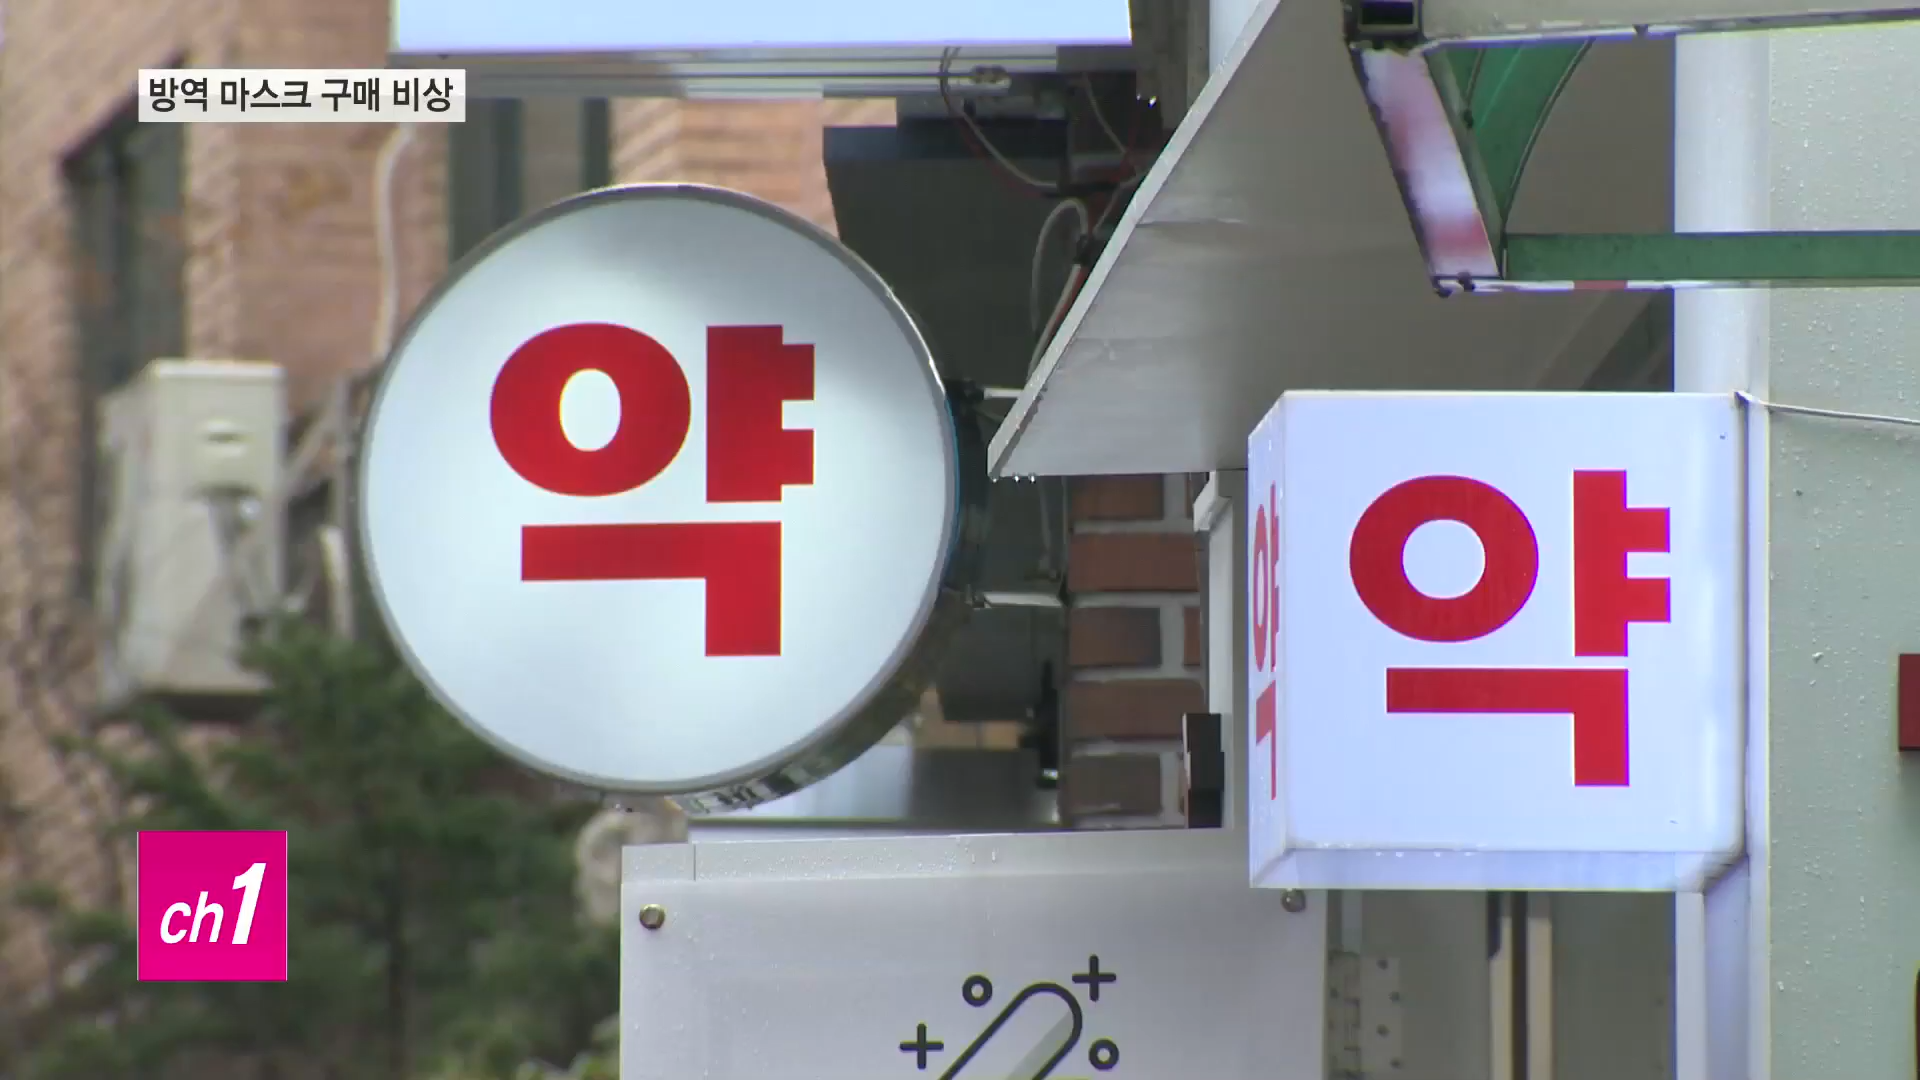 방역 마스크 구매 비상
약
약
약
ch1